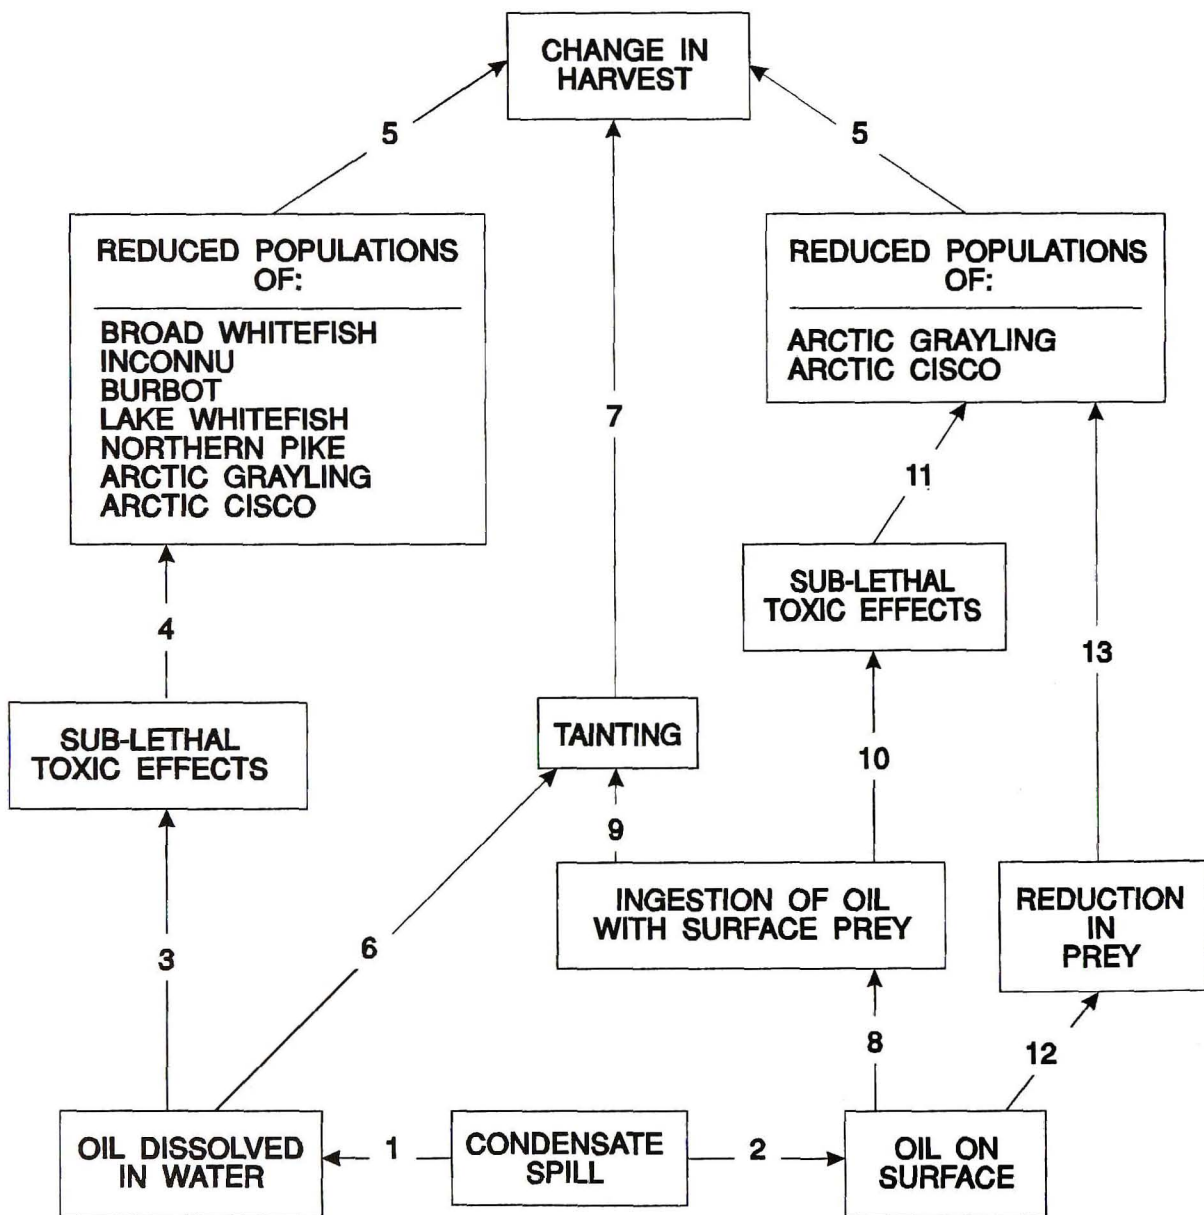 CHANGE IN
HARVEST
5
5
REDUCED POPULATIONS
OF:
BROAD WHITEFISH
INCONNU
BURBOT
LAKE WHITEFISH
NORTHERN PIKE
ARCTIC GRAYLING
ARCTIC CISCO
REDUCED POPULATIONS
OF:
ARCTIC GRAYLING
ARCTIC CISCO
7
11
SUB-LETHAL
TOXIC EFFECTS
4
13
SUB-LETHAL
TOXIC EFFECTS
TAINTING
10
9
INGESTION OF OIL
WITH SURFACE PREY
REDUCTION
IN
PREY
3
6
8
12
OIL DISSOLVED
IN WATER
1
CONDENSATE
SPILL
2
OIL ON
SURFACE